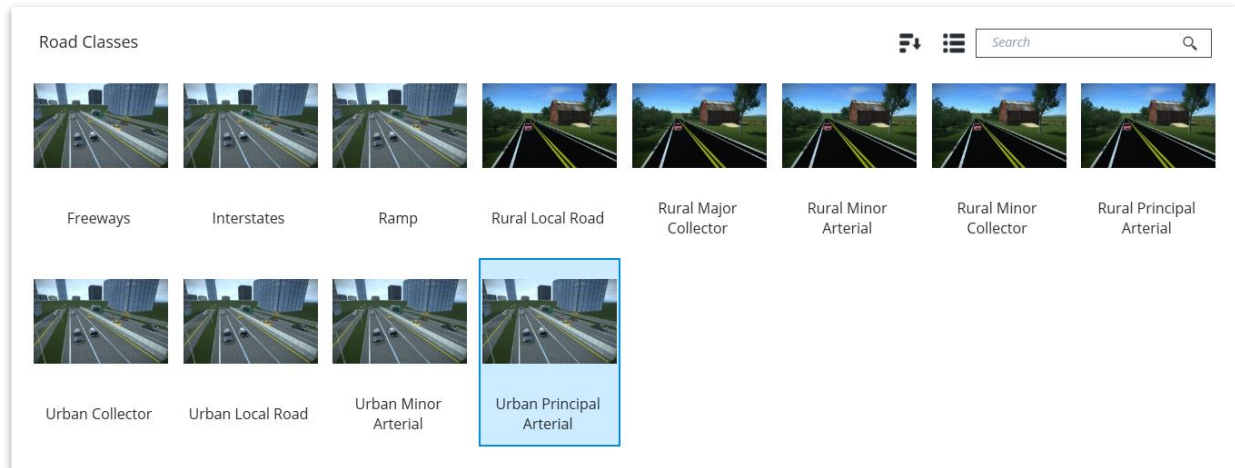 Road Classes
Search
Freeways
Interstates
Ramp
Rural Local Road
Rural Major
Collector
Rural Minor
Arterial
Rural Minor
Collector
Rural Principal
Arterial
Urban Collector
Urban Local Road
Urban Minor
Arterial
Urban Principal
Arterial